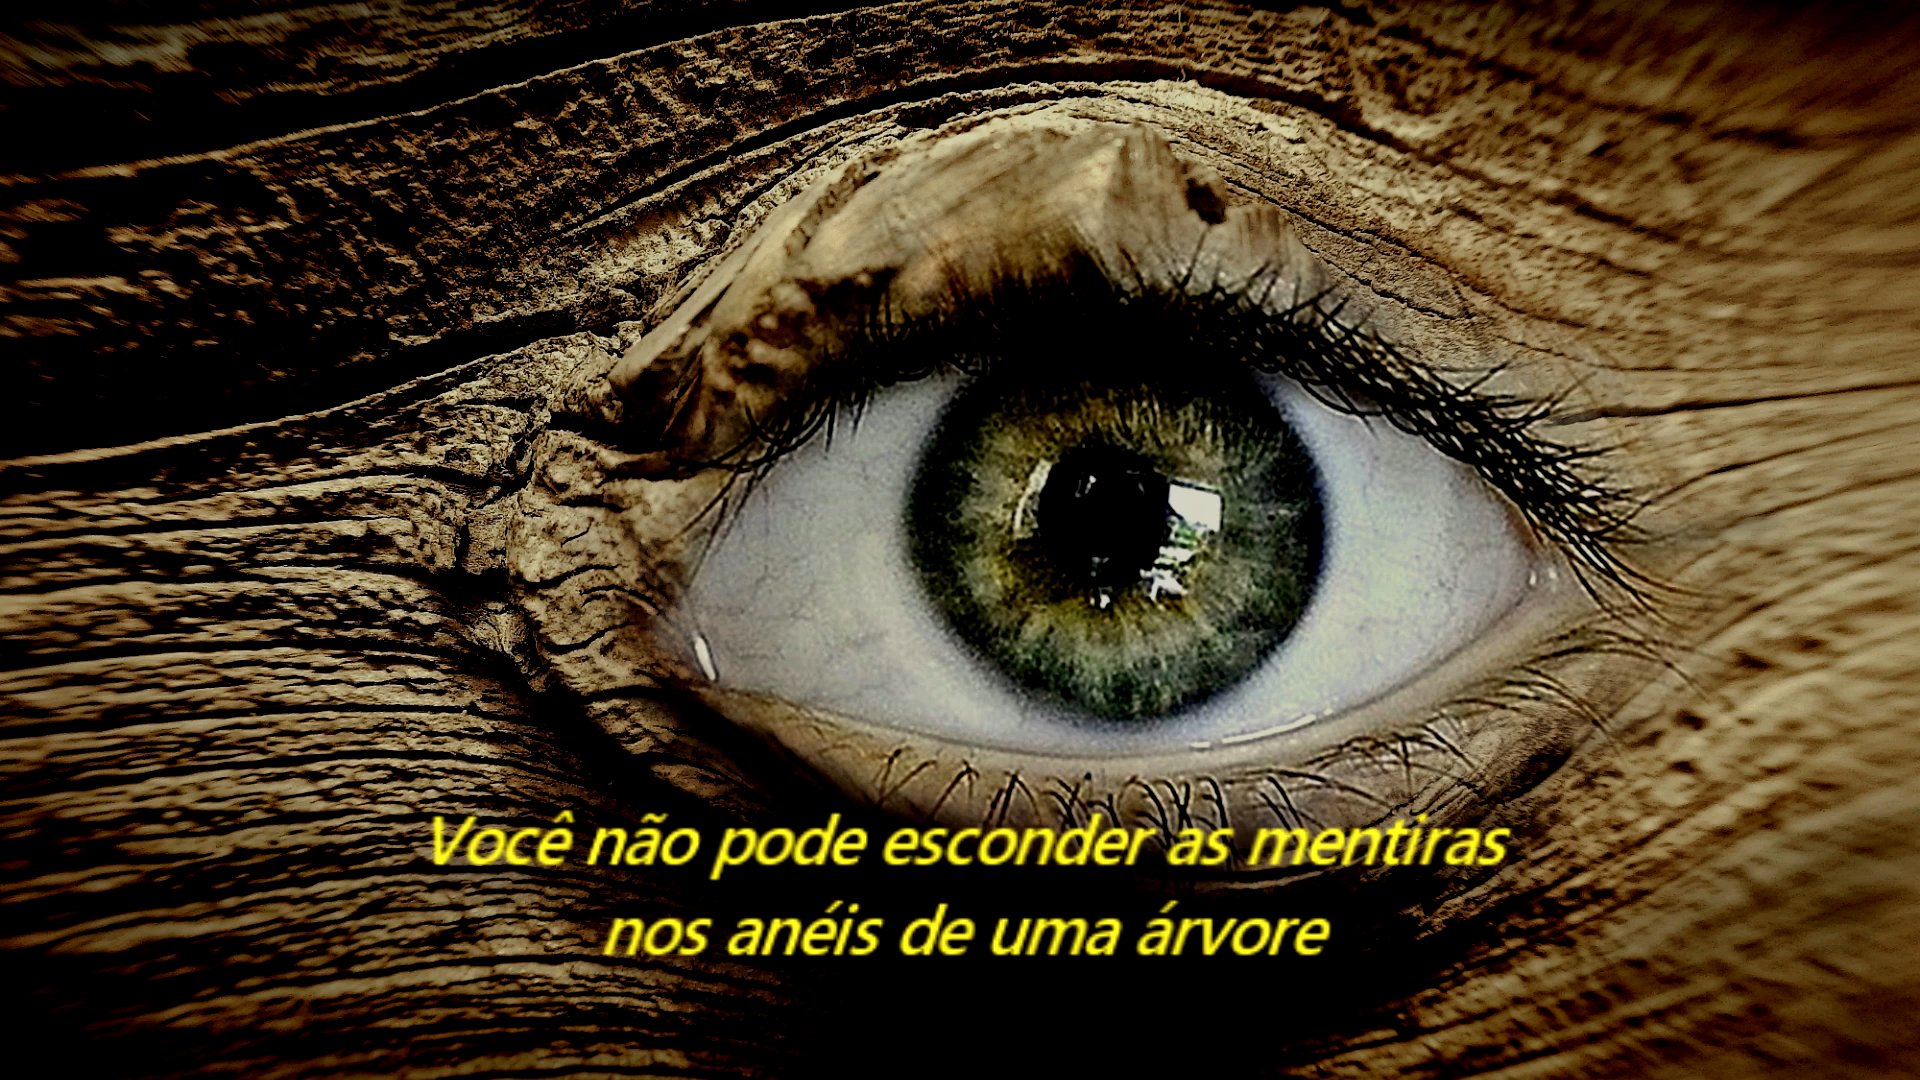 Você não pode esconder as mentiras
nos anéis de uma árvore